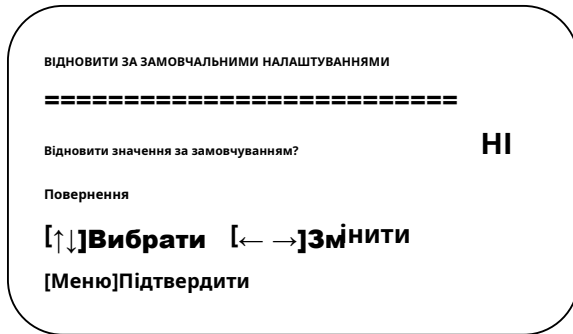 ВІДНОВИТИ ЗА ЗАМОВЧАЛЬНИМИ НАЛАШТУВАННЯМИ
==========================
Відновити значення за замовчуванням? НІ
Повернення
[↑↓]Вибрати [← →]Змінити
[Меню]Підтвердити